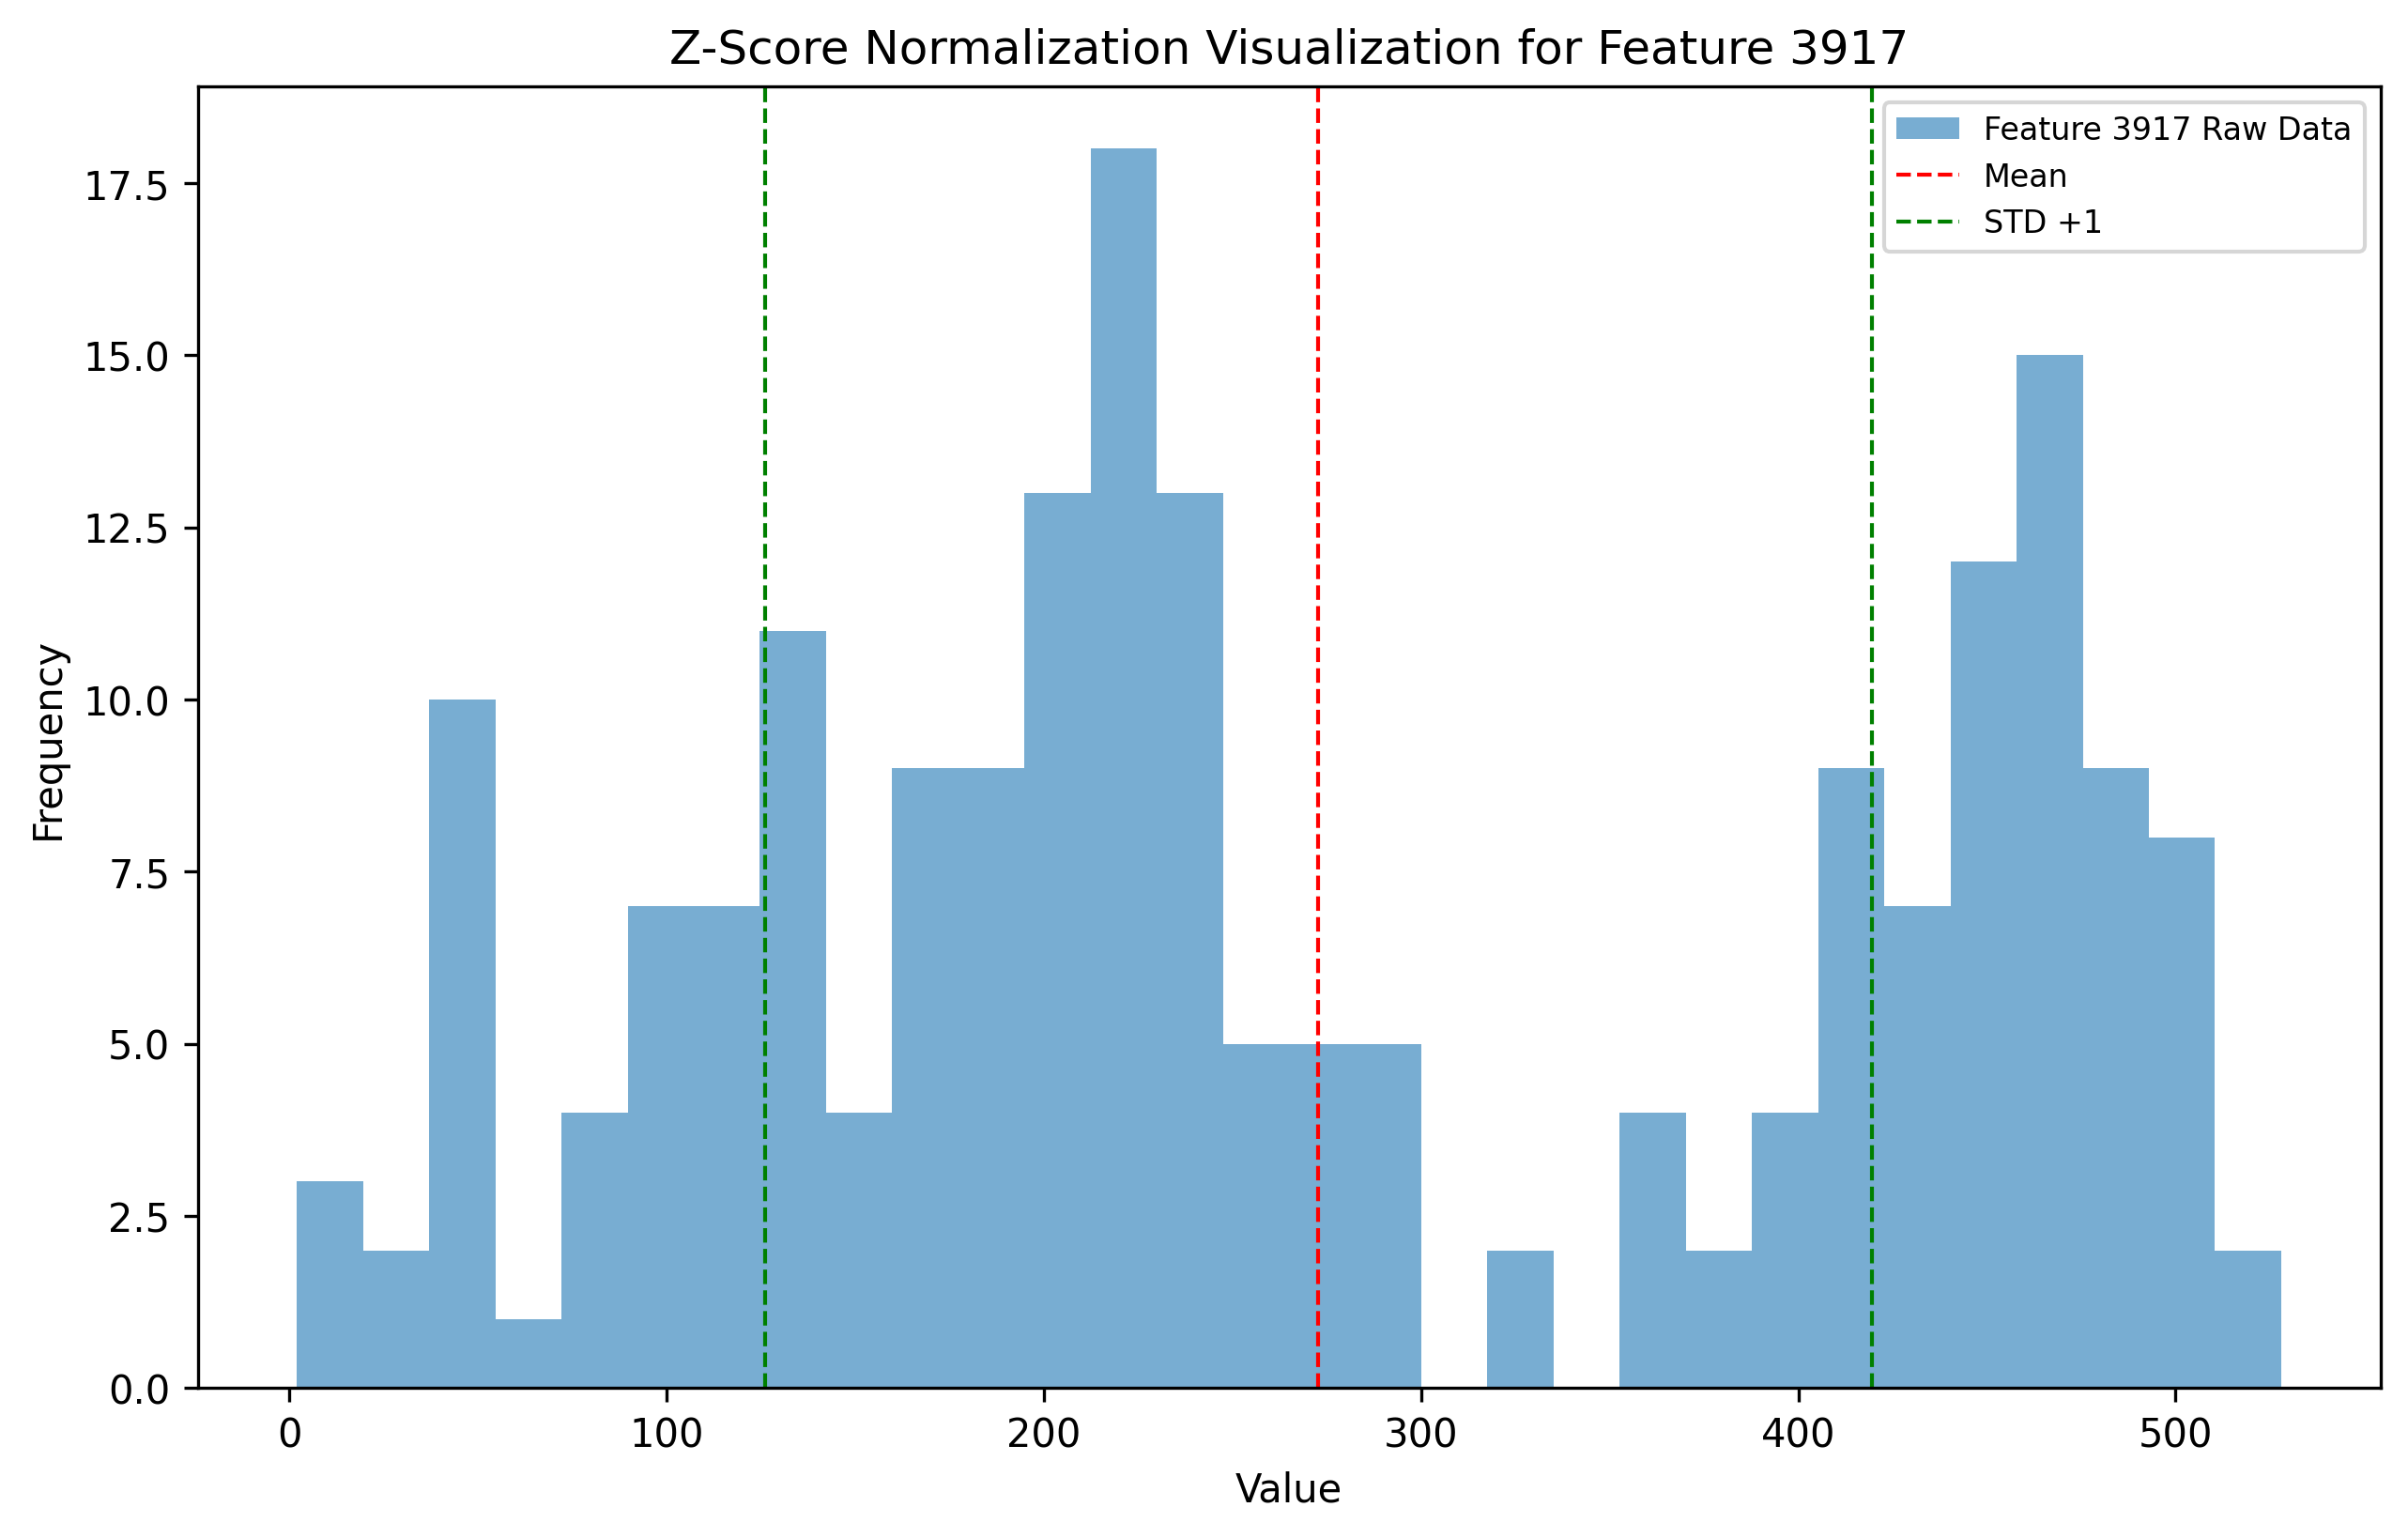 Z-Score Normalization Visualization for Feature 3917
Feature 3917 Raw Data
Mean
STD +1
17.5
15.0
12.5
10.0
7.5
5.0
2.5
0.0
Frequency
0 100 200 300 400 500
Value